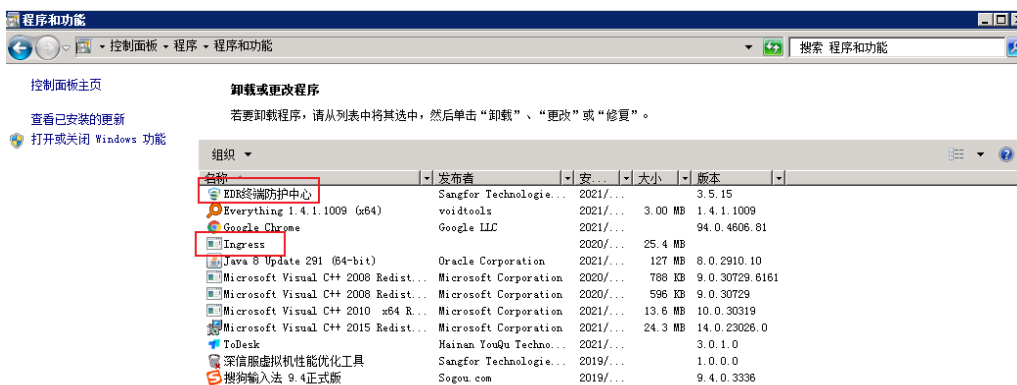 程序和功能
控制面板 程序 程序和功能
搜索 程序和功能
控制面板主页
查看已安装的更新
打开或关闭 Windows 功能
卸载或更改程序
若要卸载程序，请从列表中将其选中，然后单击“卸载”、“更改”或“修复”。
组织
名称 发布者 安... 大小 版本
EDR终端防护中心 Sangfor Technologie... 2021/... 3.5.15
Everything 1.4.1.1009 (x64) voidtools 2021/... 3.00 MB 1.4.1.1009
Google Chrome Google LLC 2021/... 94.0.4606.81
Ingress 2020/... 25.4 MB
Java 8 Update 291 (64-bit) Oracle Corporation 2021/... 127 MB 8.0.2910.10
Microsoft Visual C++ 2008 Redist... Microsoft Corporation 2020/... 788 KB 9.0.30729.6161
Microsoft Visual C++ 2008 Redist... Microsoft Corporation 2020/... 596 KB 9.0.30729
Microsoft Visual C++ 2010 x64 R... Microsoft Corporation 2021/... 13.6 MB 10.0.30319
Microsoft Visual C++ 2015 Redist... Microsoft Corporation 2021/... 24.3 MB 14.0.23026.0
ToDesk Hainan YouQu Techno... 2021/... 3.0.1.0
深信服虚拟机性能优化工具 Sangfor Technologie... 2019/... 1.0.0.0
搜狗输入法 9.4正式版 Sogou.com 2019/... 9.4.0.3336